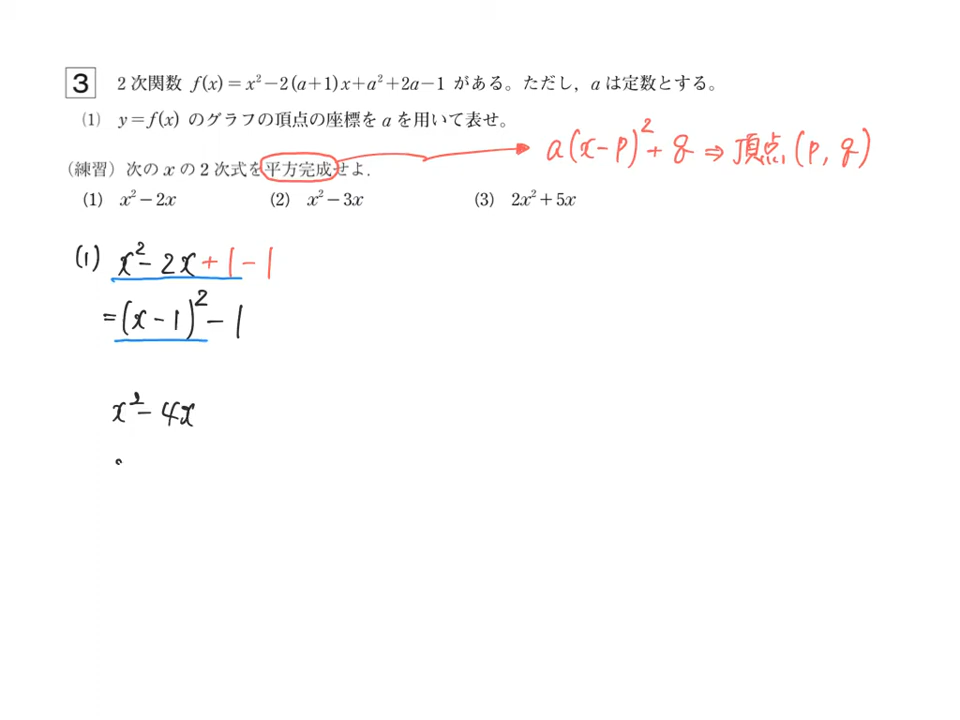 3 2次関数 f(x)=x²−2(a+1)x+a²+2a−1 がある。ただし，aは定数とする。
(1) y=f(x) のグラフの頂点の座標を a を用いて表せ。
a(x−p)²+q ⇒ 頂点(p, q)
(練習) 次の x の2次式を平方完成せよ.
(1) x²−2x (2) x²−3x (3) 2x²+5x
(1) x²−2x+1−1
=(x−1)²−1
x²−4x